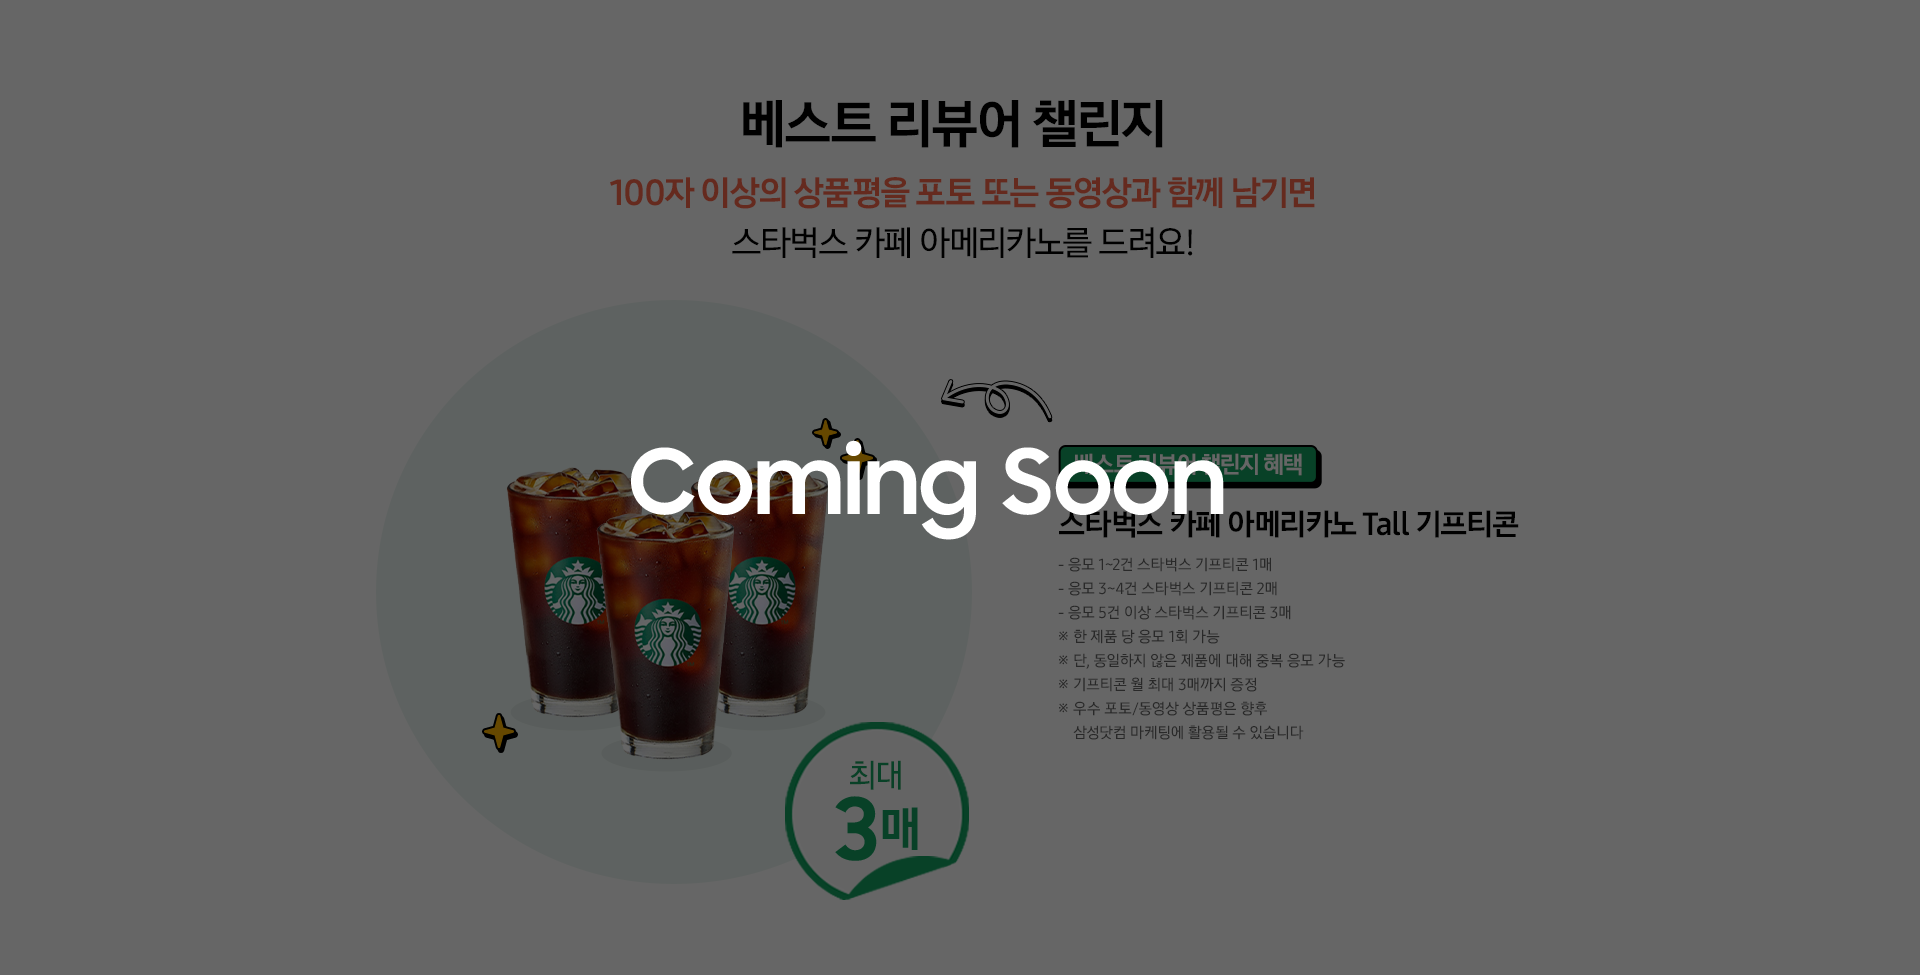 베스트 리뷰어 챌린지
100자 이상의 상품평을 포토 또는 동영상과 함께 남기면
스타벅스 카페 아메리카노를 드려요!
Coming Soon
베스트 리뷰어 챌린지 혜택
스타벅스 카페 아메리카노 Tall 기프티콘
- 응모 1~2건 스타벅스 기프티콘 1매
- 응모 3~4건 스타벅스 기프티콘 2매
- 응모 5건 이상 스타벅스 기프티콘 3매
※ 한 제품 당 응모 1회 가능
※ 단, 동일하지 않은 제품에 대해 중복 응모 가능
※ 기프티콘 월 최대 3매까지 증정
※ 우수 포토/동영상 상품평은 향후
삼성닷컴 마케팅에 활용될 수 있습니다
최대
3매